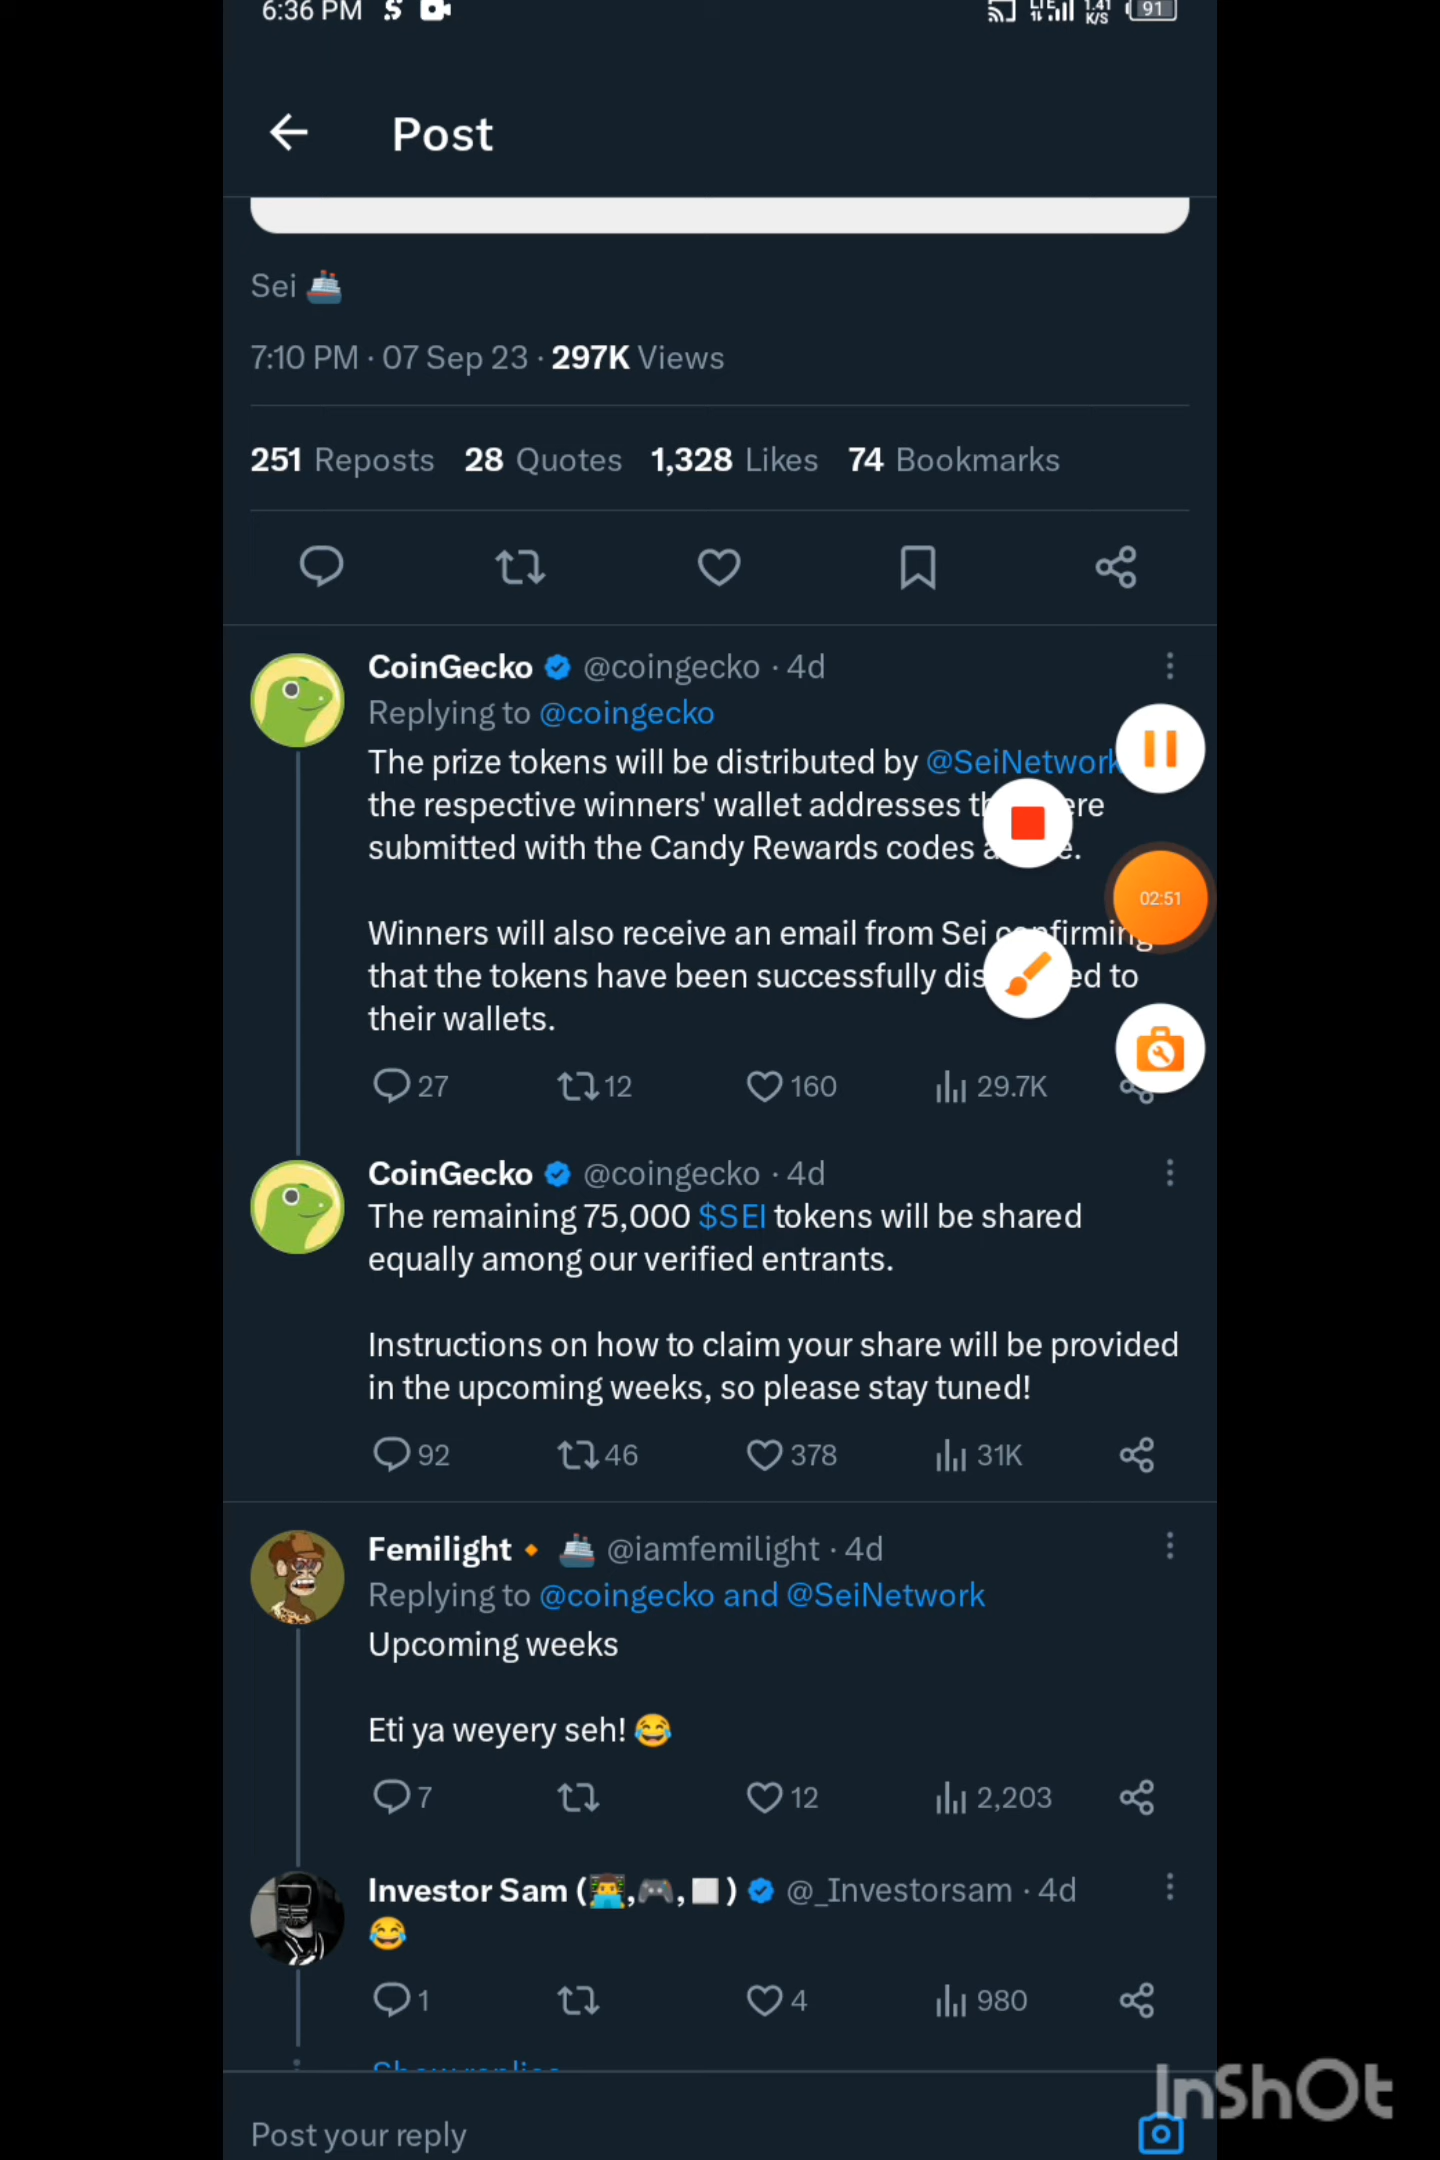 6:36 PM
LTE 1.41 K/S 91
Post
Sei 🚢
7:10 PM · 07 Sep 23 · 297K Views
251 Reposts 28 Quotes 1,328 Likes 74 Bookmarks
CoinGecko @coingecko · 4d
Replying to @coingecko
The prize tokens will be distributed by @SeiNetwork
the respective winners' wallet addresses
submitted with the Candy Rewards codes
02:51
Winners will also receive an email from Sei confirming
that the tokens have been successfully to
their wallets.
27 12 160 29.7K
CoinGecko @coingecko · 4d
The remaining 75,000 $SEI tokens will be shared
equally among our verified entrants.
Instructions on how to claim your share will be provided
in the upcoming weeks, so please stay tuned!
92 46 378 31K
Femilight🔸 🚢 @iamfemilight · 4d
Replying to @coingecko and @SeiNetwork
Upcoming weeks
Eti ya weyery seh! 😂
7 12 2,203
Investor Sam (👨‍💻,🎮,◻️) @_Investorsam · 4d
😂
1 4 980
Show replies
Post your reply
InShOt